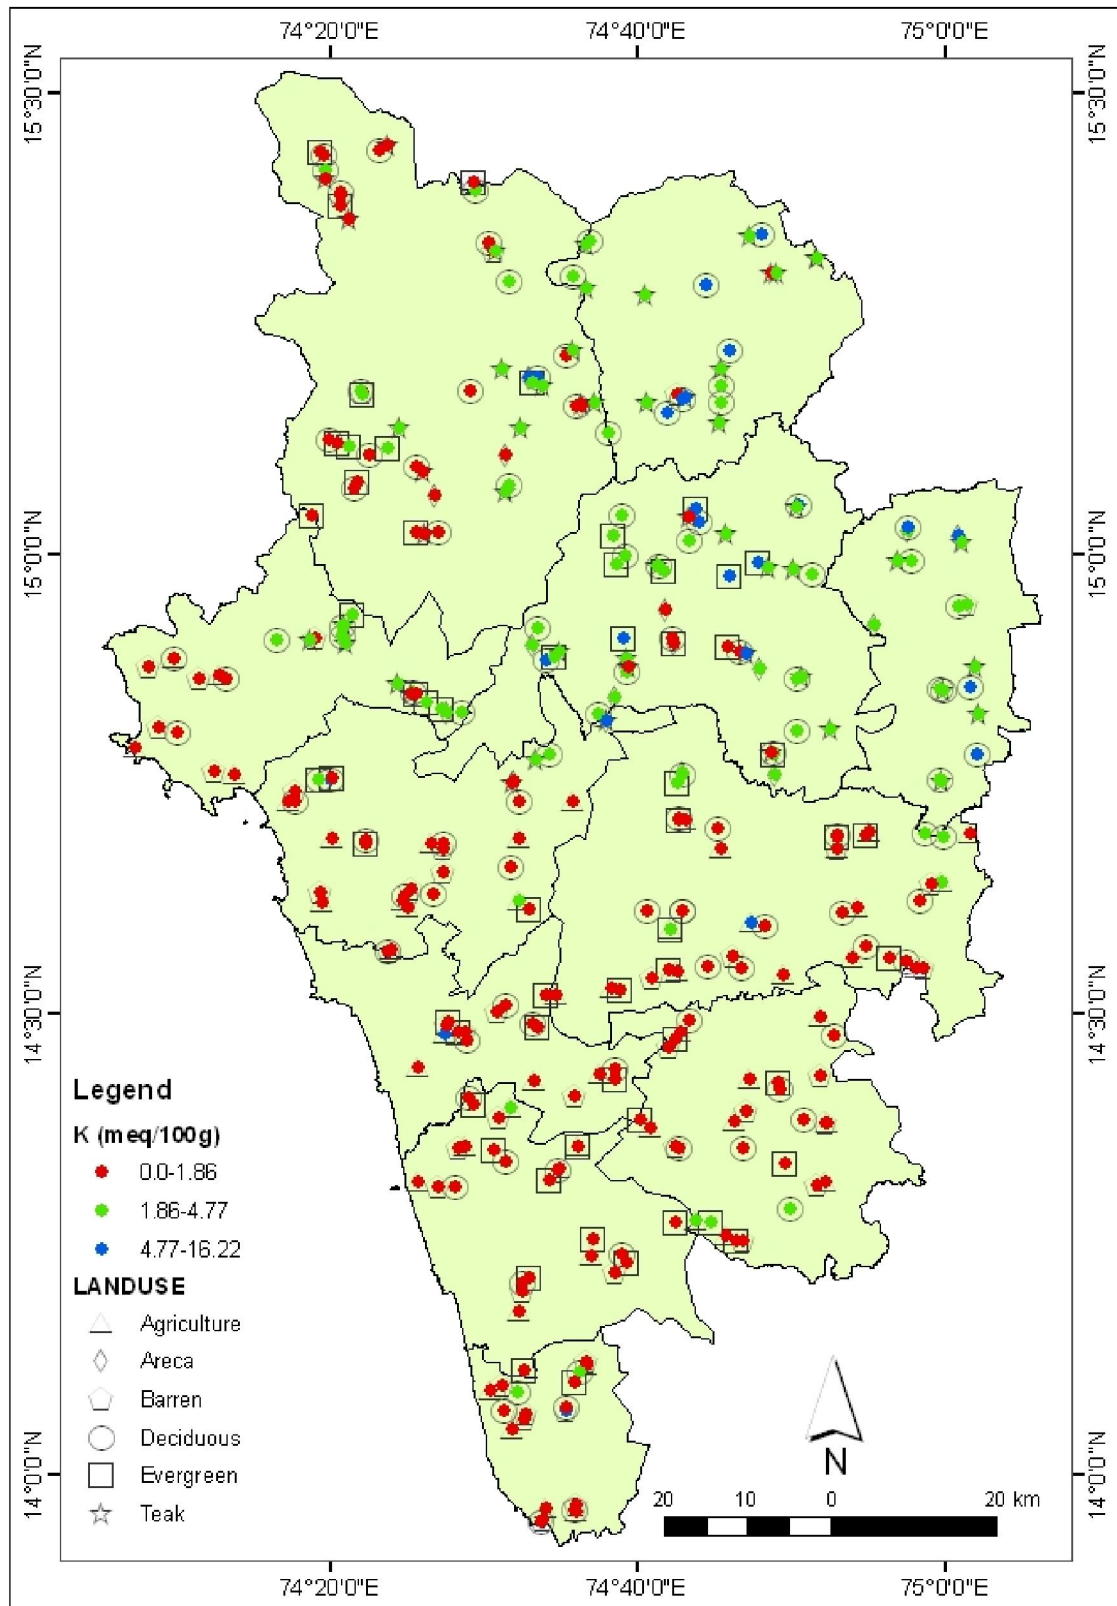 74°20'0"E 74°40'0"E 75°0'0"E
15°30'0"N 15°30'0"N
15°0'0"N 15°0'0"N
14°30'0"N 14°30'0"N
Legend
K (meq/100g)
0.0-1.86
1.86-4.77
4.77-16.22
LANDUSE
Agriculture
Areca
Barren
Deciduous
Evergreen
Teak
N
14°0'0"N 14°0'0"N
20 10 0 20 km
74°20'0"E 74°40'0"E 75°0'0"E